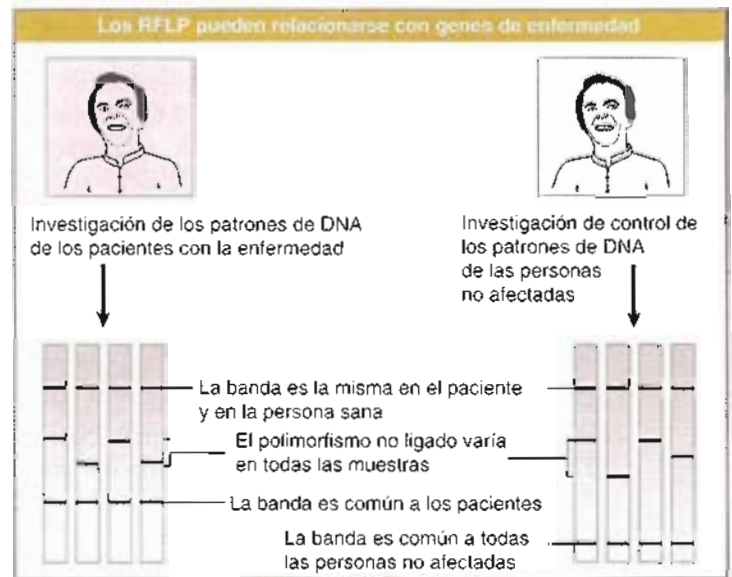 Los RFLP pueden relacionarse con genes de enfermedad
Investigación de los patrones de DNA
de los pacientes con la enfermedad
Investigación de control de
los patrones de DNA
de las personas
no afectadas
La banda es la misma en el paciente
y en la persona sana
El polimorfismo no ligado varía
en todas las muestras
La banda es común a los pacientes
La banda es común a todas
las personas no afectadas